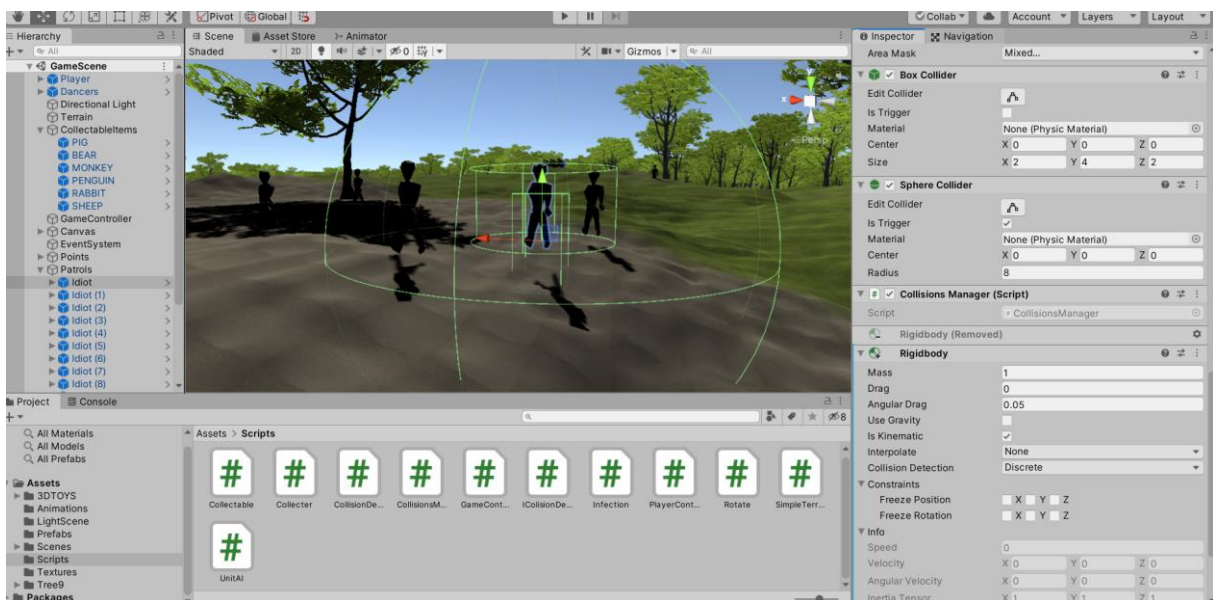 Pivot Global Collab Account Layers Layout
Hierarchy
All
GameScene
Player
Dancers
Directional Light
Terrain
CollectableItems
PIG
BEAR
MONKEY
PENGUIN
RABBIT
SHEEP
GameController
Canvas
EventSystem
Points
Patrols
Idiot
Idiot (1)
Idiot (2)
Idiot (3)
Idiot (4)
Idiot (5)
Idiot (6)
Idiot (7)
Idiot (8)
Scene Asset Store Animator
Shaded 2D 0 Gizmos All
y
x
Persp
Inspector Navigation
Area Mask Mixed...
Box Collider
Edit Collider
Is Trigger
Material None (Physic Material)
Center X 0 Y 0 Z 0
Size X 2 Y 4 Z 2
Sphere Collider
Edit Collider
Is Trigger
Material None (Physic Material)
Center X 0 Y 0 Z 0
Radius 8
# Collisions Manager (Script)
Script CollisionsManager
Rigidbody (Removed)
Rigidbody
Mass 1
Drag 0
Angular Drag 0.05
Use Gravity
Is Kinematic
Interpolate None
Collision Detection Discrete
Constraints
Freeze Position X Y Z
Freeze Rotation X Y Z
Info
Speed 0
Velocity X 0 Y 0 Z 0
Angular Velocity X 0 Y 0 Z 0
Inertia Tensor X 1 Y 1 Z 1
Project Console
8
All Materials
All Models
All Prefabs
Assets
3DTOYS
Animations
LightScene
Prefabs
Scenes
Scripts
Textures
Tree9
Packages
Assets > Scripts
# # # # # # # # # #
Collectable Collecter CollisionDe... CollisionsM... GameCont... IColisionDe... Infection PlayerCont... Rotate SimpleTerr...
#
UnitAI